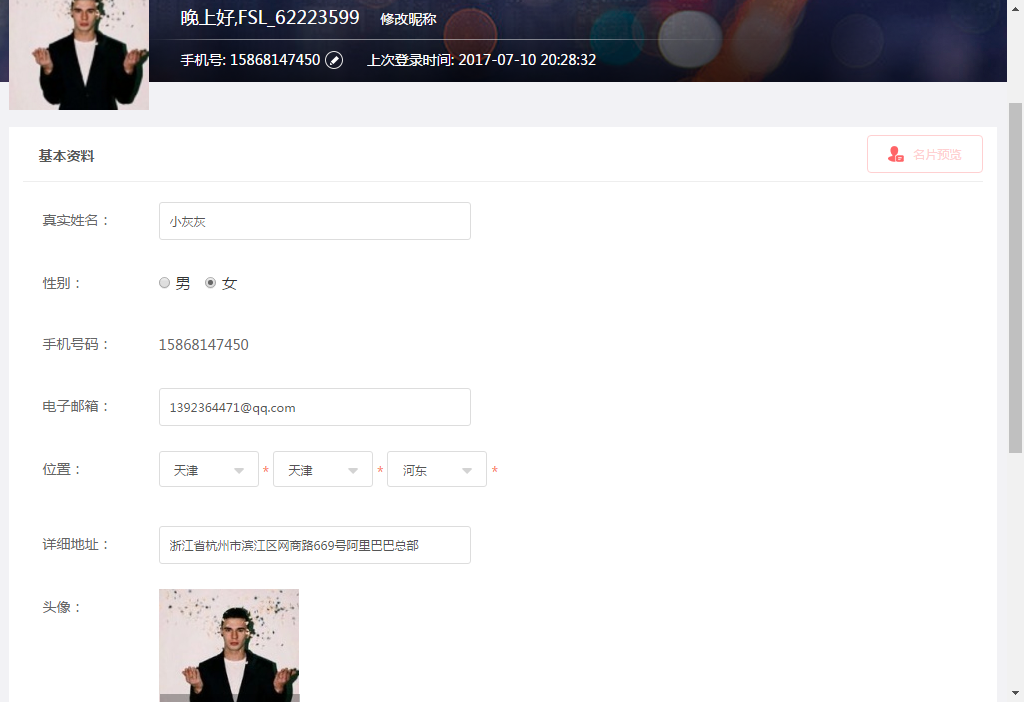 晚上好,FSL_62223599 修改昵称
手机号: 15868147450 上次登录时间: 2017-07-10 20:28:32
基本资料 名片预览
真实姓名： 小灰灰
性别： 男 女
手机号码： 15868147450
电子邮箱： 1392364471@qq.com
位置： 天津 * 天津 * 河东 *
详细地址： 浙江省杭州市滨江区网商路669号阿里巴巴总部
头像：